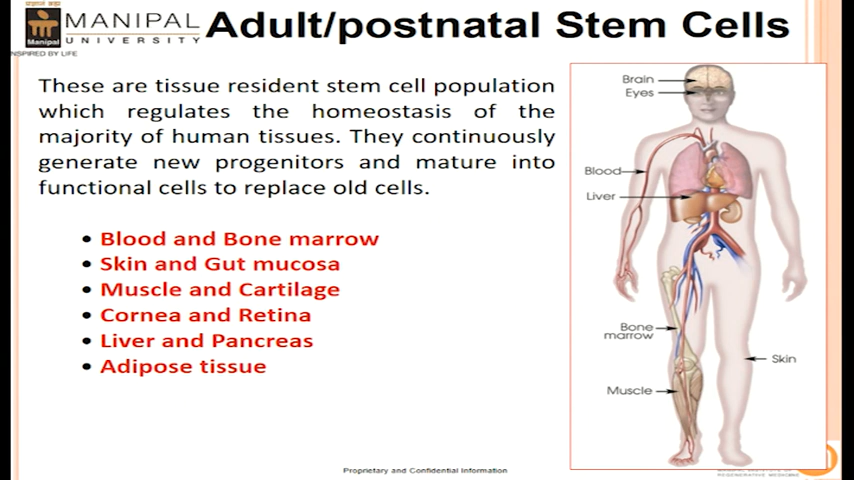 MANIPAL
UNIVERSITY
Manipal
INSPIRED BY LIFE
Adult/postnatal Stem Cells
These are tissue resident stem cell population
which regulates the homeostasis of the
majority of human tissues. They continuously
generate new progenitors and mature into
functional cells to replace old cells.
• Blood and Bone marrow
• Skin and Gut mucosa
• Muscle and Cartilage
• Cornea and Retina
• Liver and Pancreas
• Adipose tissue
Brain
Eyes
Blood
Liver
Bone
marrow
Skin
Muscle
Proprietary and Confidential Information
REGENERATIVE MEDICINE